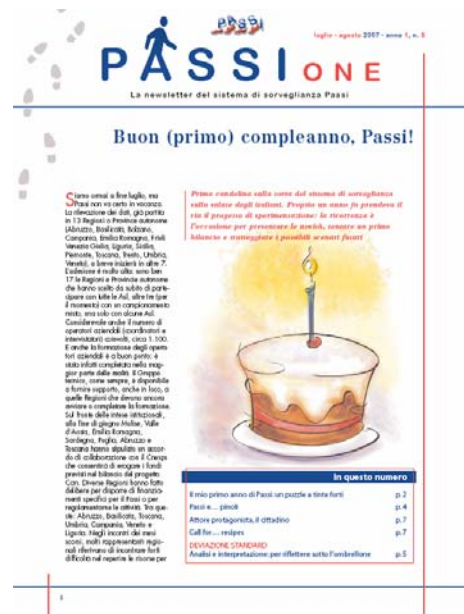 PASSI
luglio - agosto 2007 - anno 1, n. 5
PASSIONE
La newsletter del sistema di sorveglianza Passi
Buon (primo) compleanno, Passi!
Siamo ormai a fine luglio, ma
Passi non va certo in vacanza.
La rilevazione dei dati, già partita
in 13 Regioni o Province autonome
(Abruzzo, Basilicata, Bolzano,
Campania, Emilia Romagna, Friuli
Venezia Giulia, Liguria, Sicilia,
Piemonte, Toscana, Trento, Umbria,
Veneto), a breve inizierà in altre 7.
L'adesione è molto alta: sono ben
17 le Regioni e Province autonome
che hanno scelto da subito di parte-
cipare con tutte le Asl, altre tre (per
il momento) con un campionamento
misto, una solo con alcune Asl.
Considerevole anche il numero di
operatori aziendali (coordinatori e
intervistatori) coinvolti, circa 1.100.
E anche la formazione degli opera-
tori aziendali è a buon punto: è
stata infatti completata nella mag-
gior parte delle realtà. Il Gruppo
tecnico, come sempre, è disponibile
a fornire supporto, anche in loco, a
quelle Regioni che devono ancora
avviare o completare la formazione.
Sul fronte delle intese istituzionali,
alla fine di giugno Molise, Valle
d'Aosta, Emilia Romagna,
Sardegna, Puglia, Abruzzo e
Toscana hanno stipulato un accor-
do di collaborazione con il Cnesps
che consentirà di erogare i fondi
previsti nel bilancio del progetto
Ccm. Diverse Regioni hanno fatto
delibere per disporre di finanzia-
menti specifici per il Passi o per
regolamentarne le attività. Tra que-
ste: Abruzzo, Basilicata, Toscana,
Umbria, Campania, Veneto e
Liguria. Negli incontri dei mesi
scorsi, molti rappresentanti regio-
nali riferivano di incontrare forti
difficoltà nel reperire le risorse per
Prima candelina sulla torta del sistema di sorveglianza
sulla salute degli italiani. Proprio un anno fa prendeva il
via il progetto di sperimentazione: la ricorrenza è
l'occasione per presentare le novità, tentare un primo
bilancio e tratteggiare i possibili scenari futuri
In questo numero
Il mio primo anno di Passi: un puzzle a tinte forti p.2
Passi e... piccoli p.4
Attore protagonista, il cittadino p.7
Call for... recipes p.7
DEVIAZIONE STANDARD
Analisi e interpretazione: per riflettere sotto l'ombrellone p.5